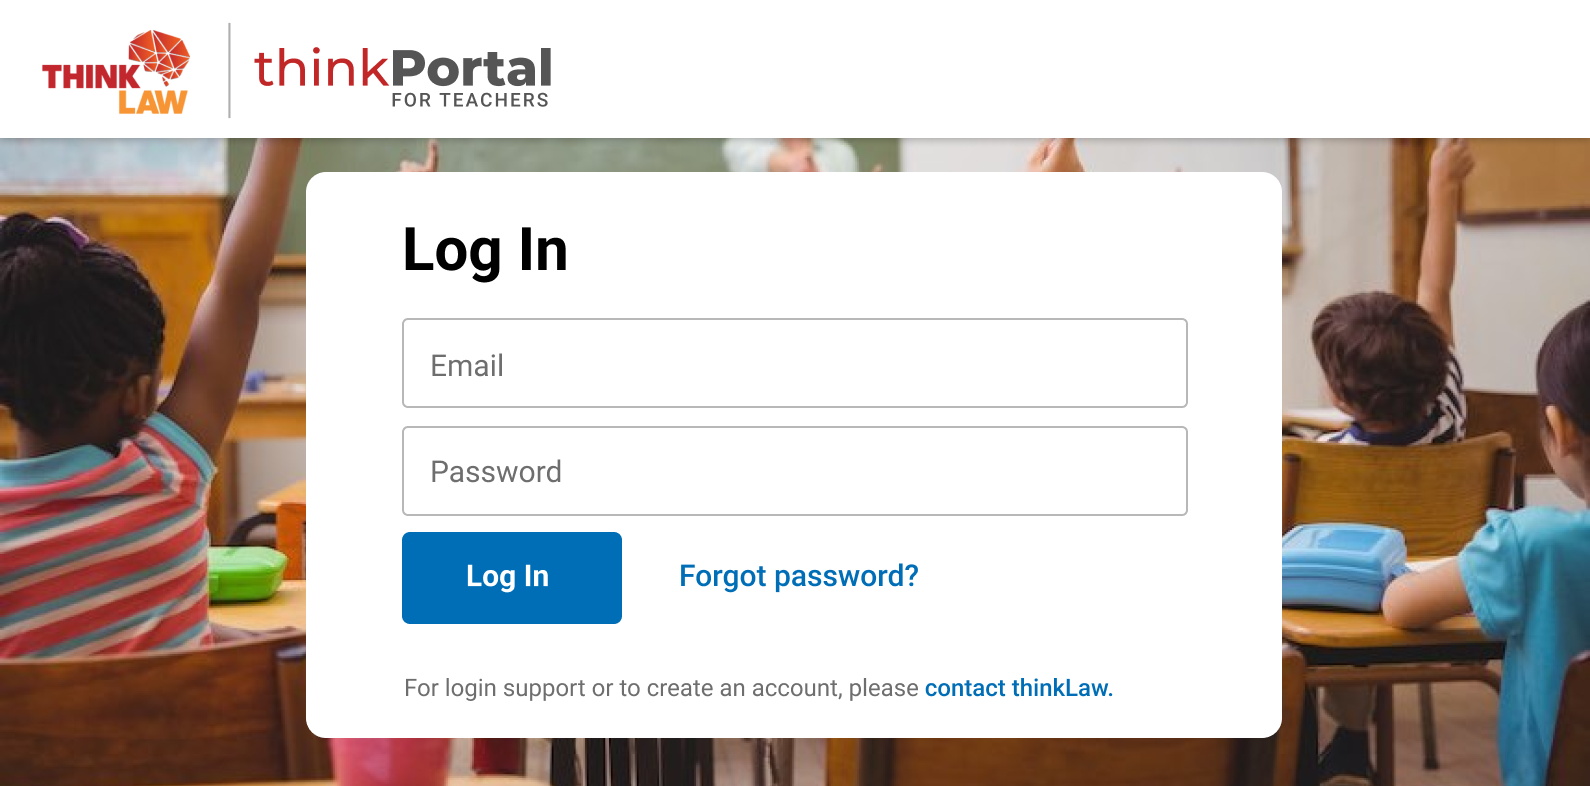 THINK
LAW
thinkPortal
FOR TEACHERS
Log In
Email
Password
Log In
Forgot password?
For login support or to create an account, please contact thinkLaw.